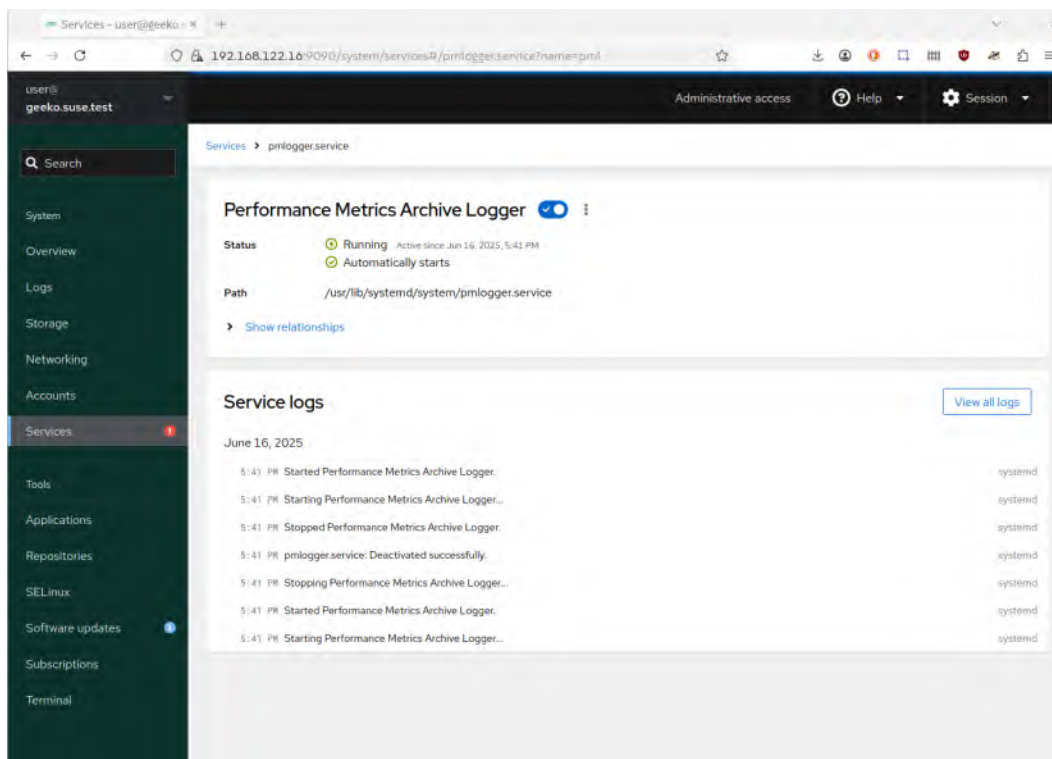 Services - user@geeko -
192.168.122.16:9090/system/services#/pmlogger.service?name=pml
user@
geeko.suse.test
Administrative access
Help
Session
Search
Services > pmlogger.service
System
Overview
Logs
Storage
Networking
Accounts
Services
Tools
Applications
Repositories
SELinux
Software updates
Subscriptions
Terminal
Performance Metrics Archive Logger
Status Running Active since Jun 16, 2025, 5:41 PM
Automatically starts
Path /usr/lib/systemd/system/pmlogger.service
Show relationships
Service logs
View all logs
June 16, 2025
5:41 PM Started Performance Metrics Archive Logger. systemd
5:41 PM Starting Performance Metrics Archive Logger... systemd
5:41 PM Stopped Performance Metrics Archive Logger. systemd
5:41 PM pmlogger.service: Deactivated successfully. systemd
5:41 PM Stopping Performance Metrics Archive Logger... systemd
5:41 PM Started Performance Metrics Archive Logger. systemd
5:41 PM Starting Performance Metrics Archive Logger... systemd